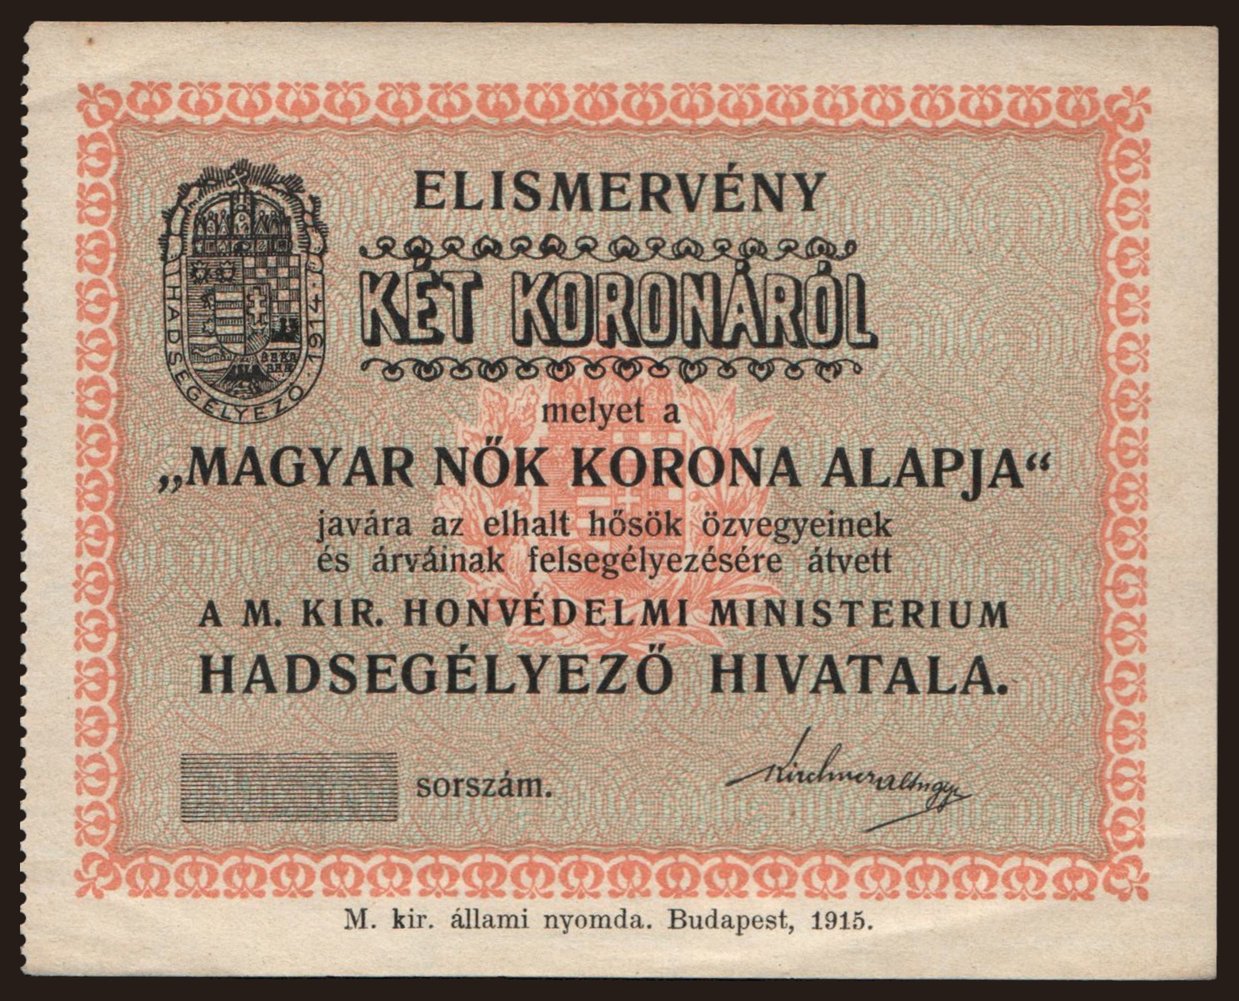 ELISMERVÉNY
KÉT KORONÁRÓL
melyet a
„MAGYAR NŐK KORONA ALAPJA“
javára az elhalt hősök özvegyeinek
és árváinak felsegélyezésére átvett
A M. KIR. HONVÉDELMI MINISTERIUM
HADSEGÉLYEZŐ HIVATALA.
HADSEGÉLYEZŐ 1914
sorszám.
M. kir. állami nyomda. Budapest, 1915.